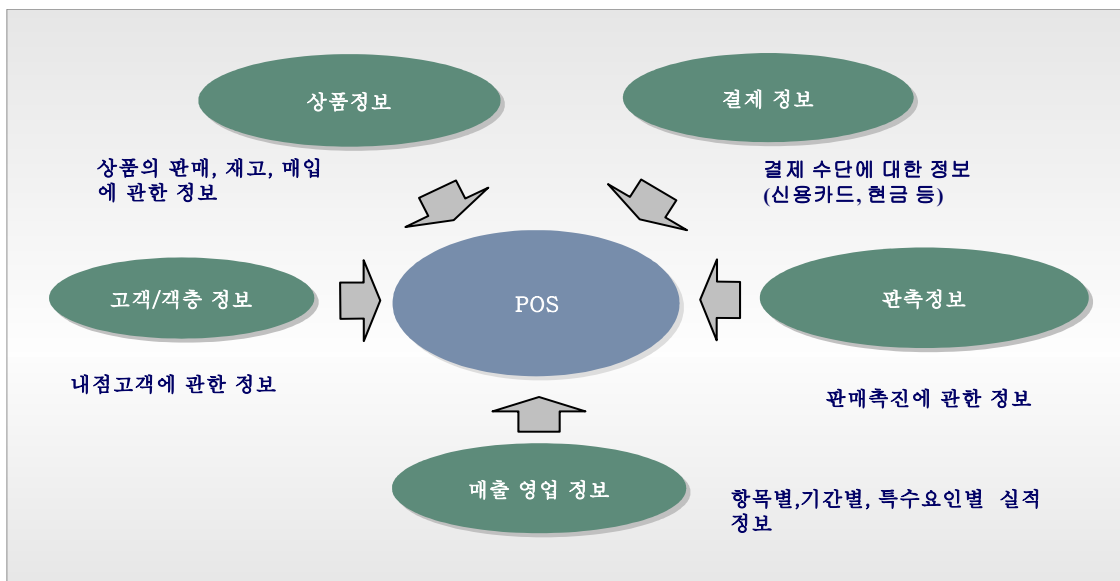 상품정보
결제 정보
상품의 판매, 재고, 매입
에 관한 정보
결제 수단에 대한 정보
(신용카드, 현금 등)
고객/객층 정보
POS
판촉정보
내점고객에 관한 정보
판매촉진에 관한 정보
매출 영업 정보
항목별,기간별, 특수요인별 실적
정보